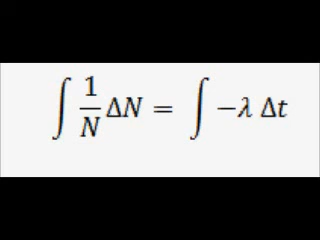 ∫ 1/N ΔN = ∫ −λ Δt